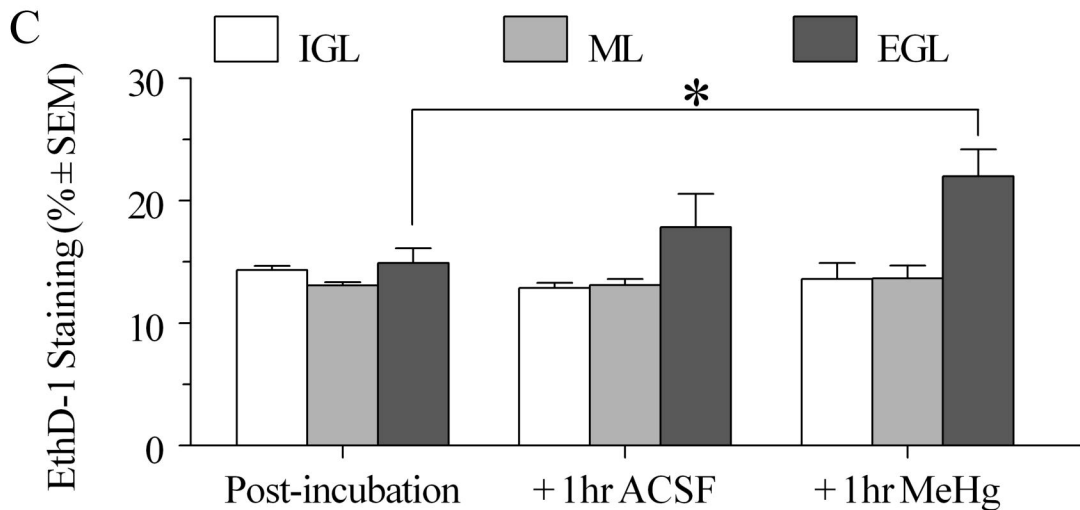 C
IGL ML EGL
EthD-1 Staining (% ± SEM)
30
20
10
0
*
Post-incubation + 1hr ACSF + 1hr MeHg